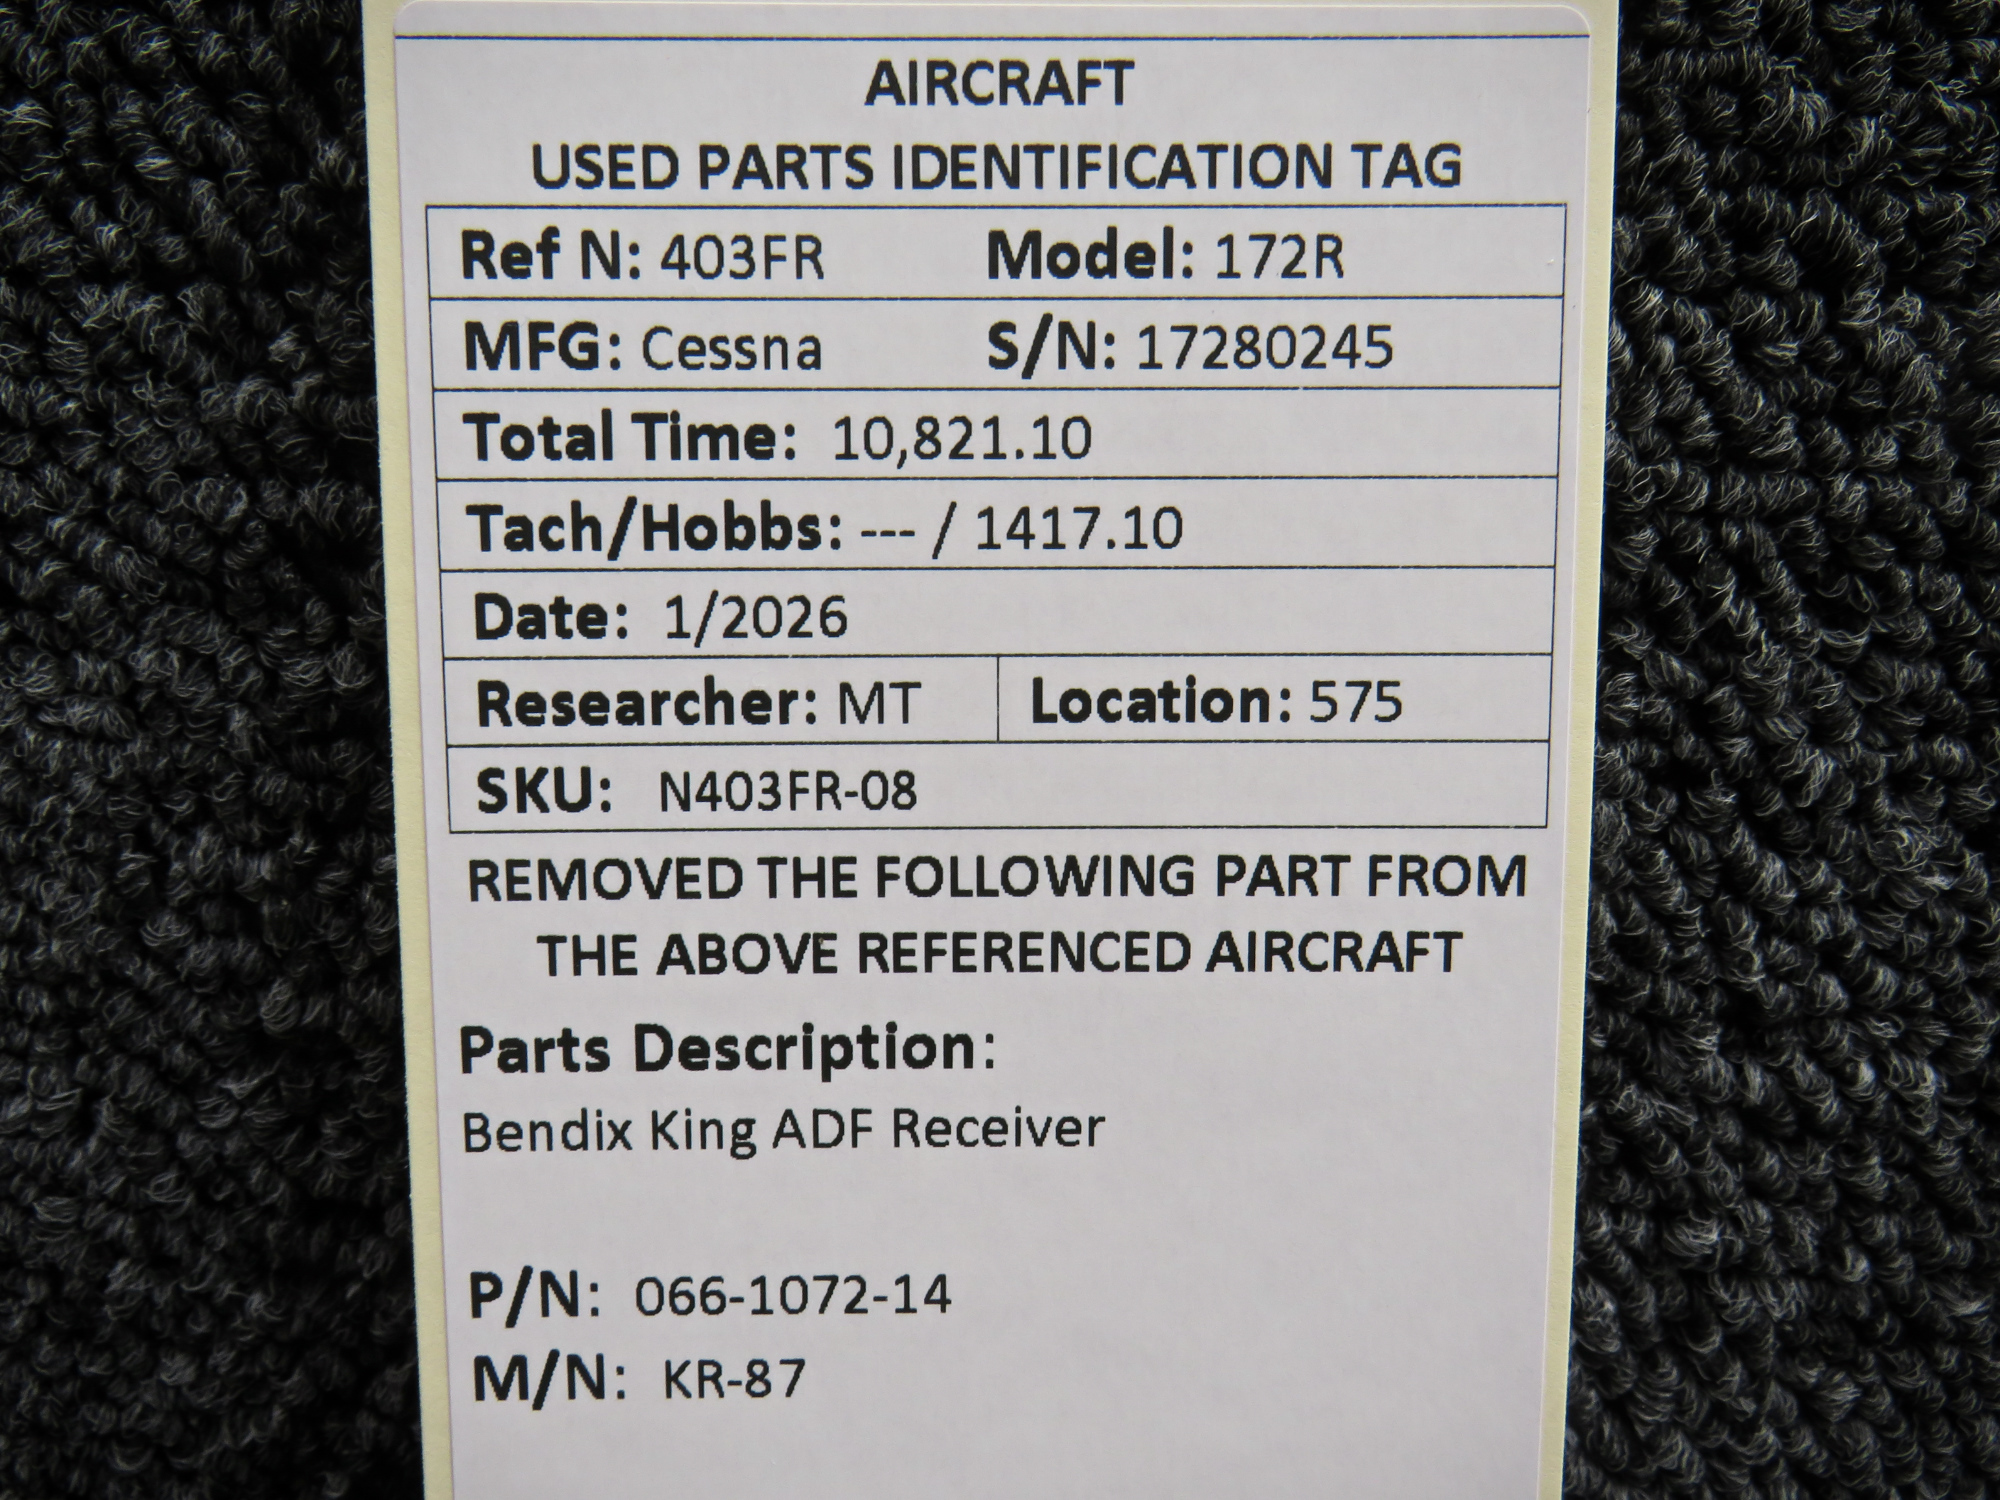 AIRCRAFT
USED PARTS IDENTIFICATION TAG
Ref N: 403FR Model: 172R
MFG: Cessna S/N: 17280245
Total Time: 10,821.10
Tach/Hobbs: --- / 1417.10
Date: 1/2026
Researcher: MT Location: 575
SKU: N403FR-08
REMOVED THE FOLLOWING PART FROM
THE ABOVE REFERENCED AIRCRAFT
Parts Description:
Bendix King ADF Receiver
P/N: 066-1072-14
M/N: KR-87